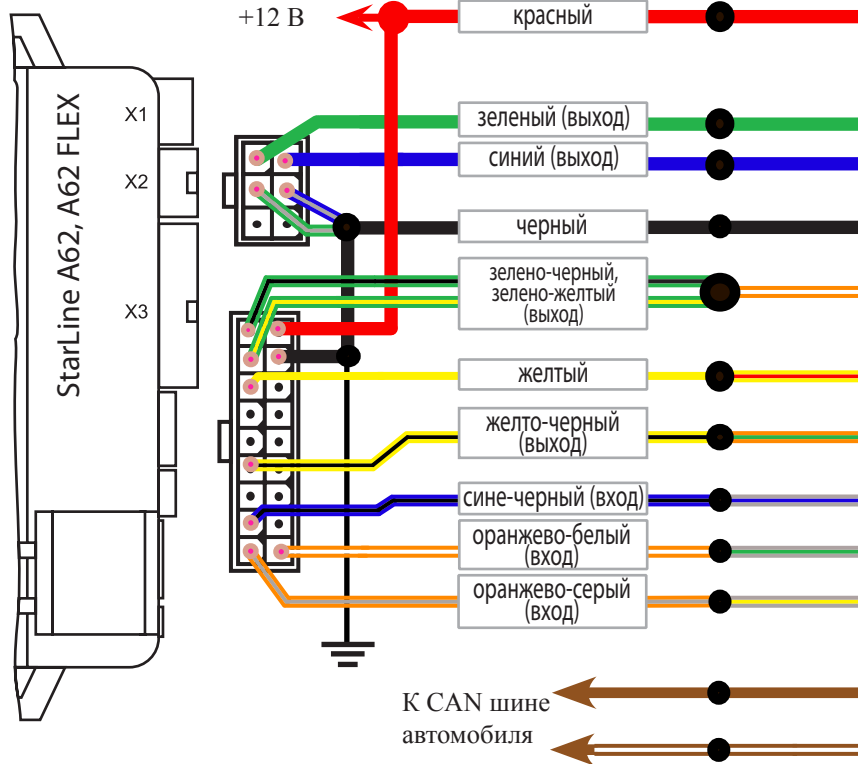 +12 В
красный
StarLine A62, A62 FLEX
X1
зеленый (выход)
X2
синий (выход)
черный
зелено-черный,
зелено-желтый
(выход)
X3
желтый
желто-черный
(выход)
сине-черный (вход)
оранжево-белый
(вход)
оранжево-серый
(вход)
К CAN шине
автомобиля